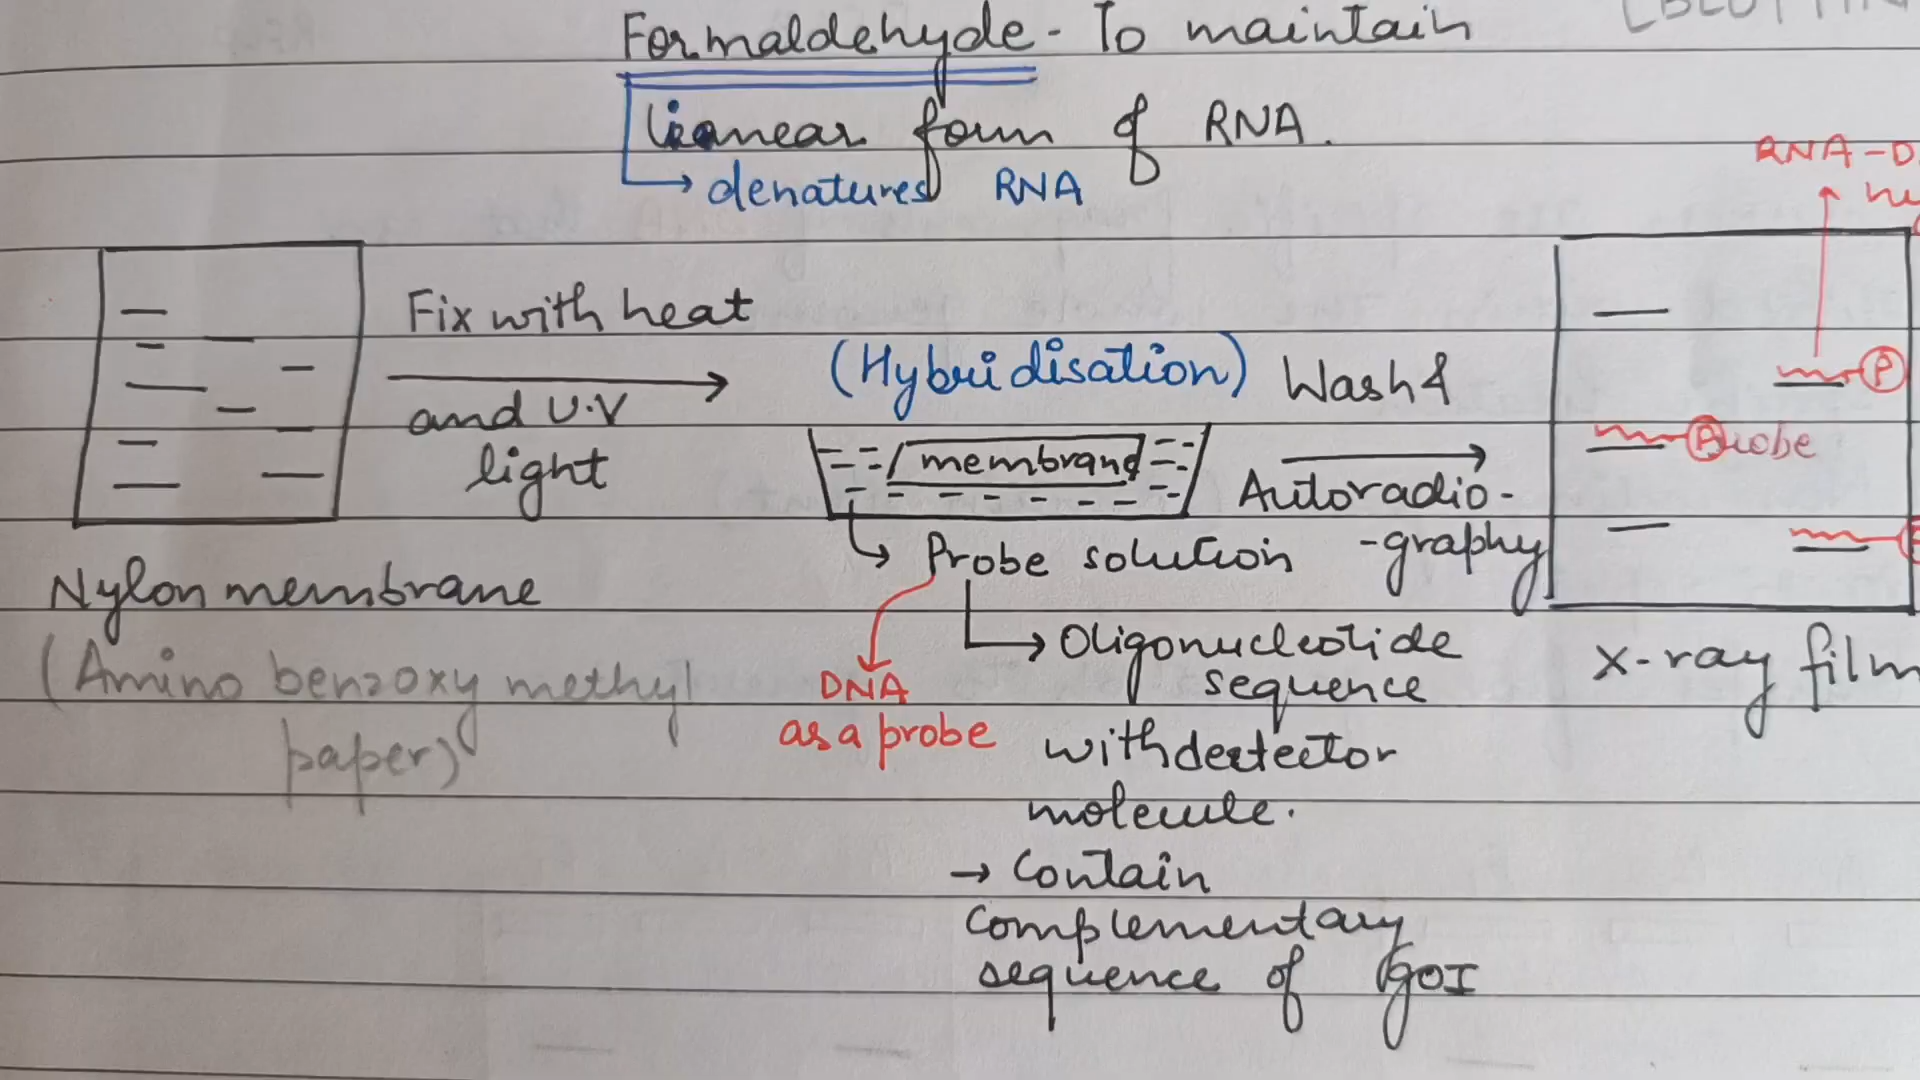 Formaldehyde - To maintain
linear form of RNA.
→ denatures RNA
RNA-D
Fix with heat
and U.V
light
(Hybridisation)
membrane
Wash &
Autoradio-
-graphy
P
Probe
Probe solution
Nylon membrane
(Amino benzoxy methyl
paper)
DNA
as a probe
→ Oligonucleotide
sequence
with detector
molecule.
→ Contain
complementary
sequence of GOI
X-ray film